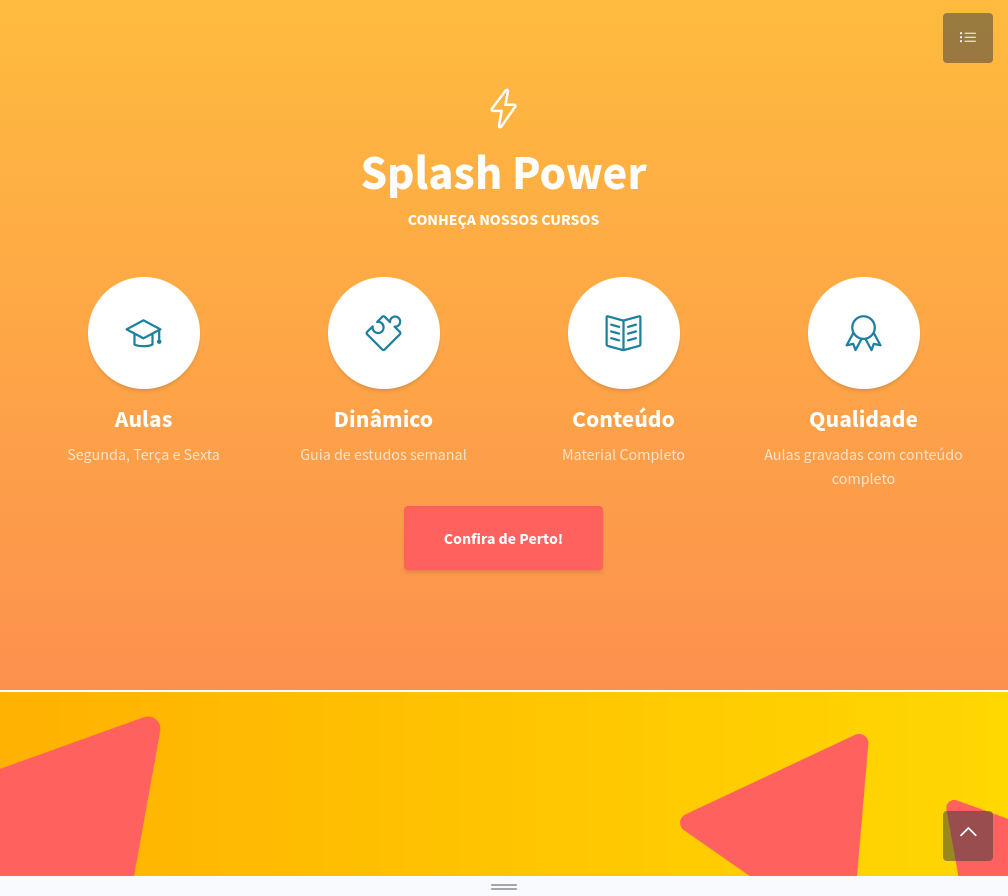 Splash Power
CONHEÇA NOSSOS CURSOS
Aulas
Segunda, Terça e Sexta
Dinâmico
Guia de estudos semanal
Conteúdo
Material Completo
Qualidade
Aulas gravadas com conteúdo
completo
Confira de Perto!